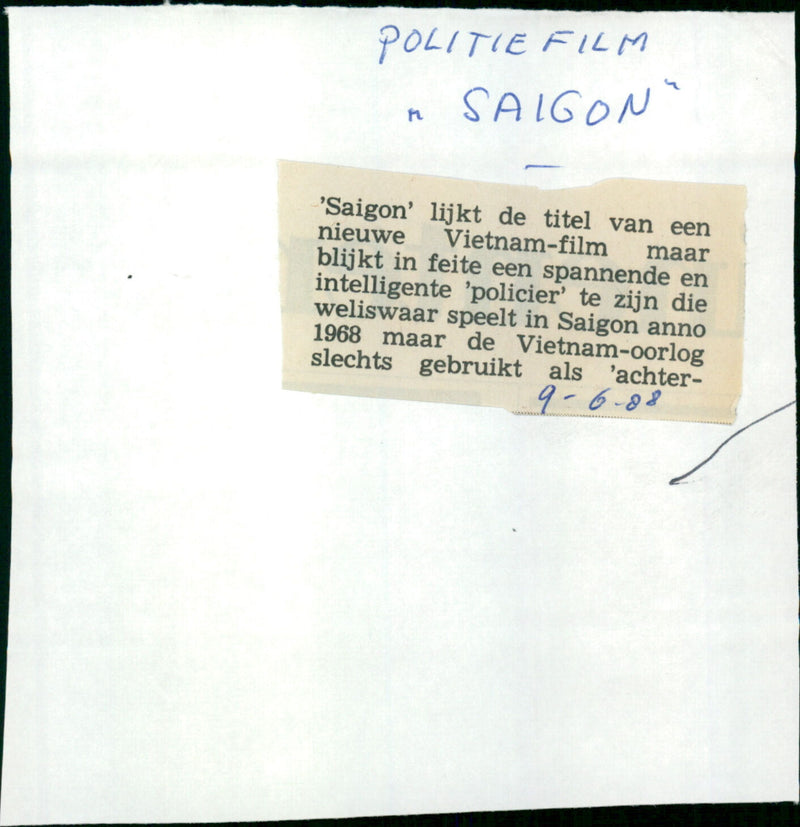 POLITIE FILM
„SAIGON"
'Saigon' lijkt de titel van een
nieuwe Vietnam-film maar
blijkt in feite een spannende en
intelligente 'policier' te zijn die
weliswaar speelt in Saigon anno
1968 maar de Vietnam-oorlog
slechts gebruikt als 'achter-
9-6-88